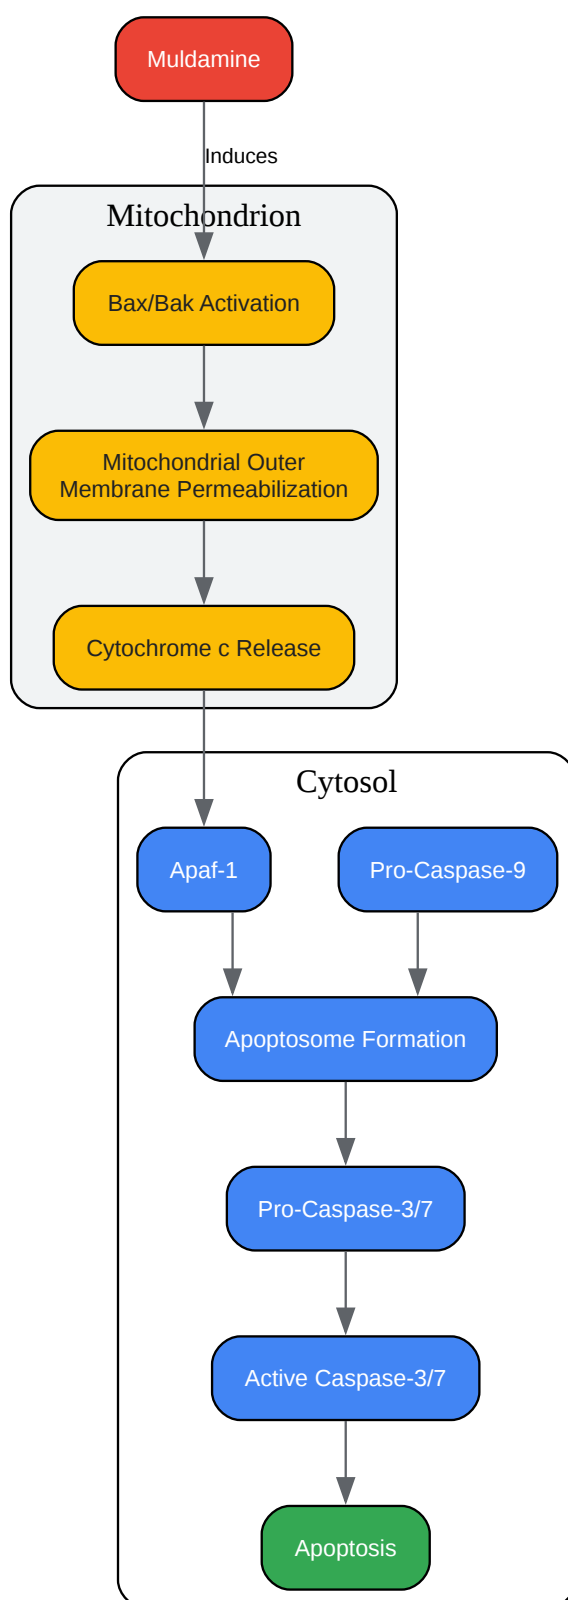 Muldamine
Induces
Mitochondrion
Bax/Bak Activation
Mitochondrial Outer
Membrane Permeabilization
Cytochrome c Release
Cytosol
Apaf-1
Pro-Caspase-9
Apoptosome Formation
Pro-Caspase-3/7
Active Caspase-3/7
Apoptosis